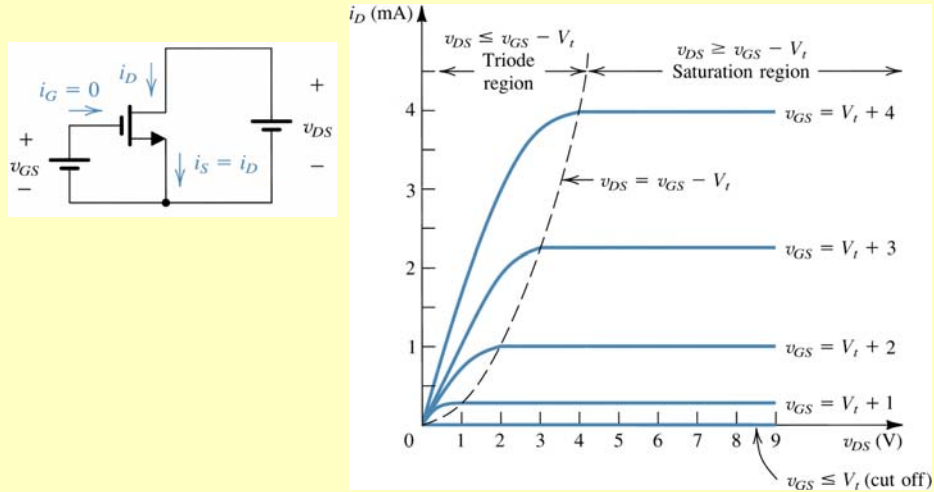 i_D
i_G = 0
+
v_GS
−
i_S = i_D
+
v_DS
−
i_D (mA)
v_DS ≤ v_GS − V_t
Triode
region
v_DS ≥ v_GS − V_t
Saturation region
4
3
2
1
0
v_GS = V_t + 4
v_DS = v_GS − V_t
v_GS = V_t + 3
v_GS = V_t + 2
v_GS = V_t + 1
1 2 3 4 5 6 7 8 9
v_DS (V)
v_GS ≤ V_t (cut off)